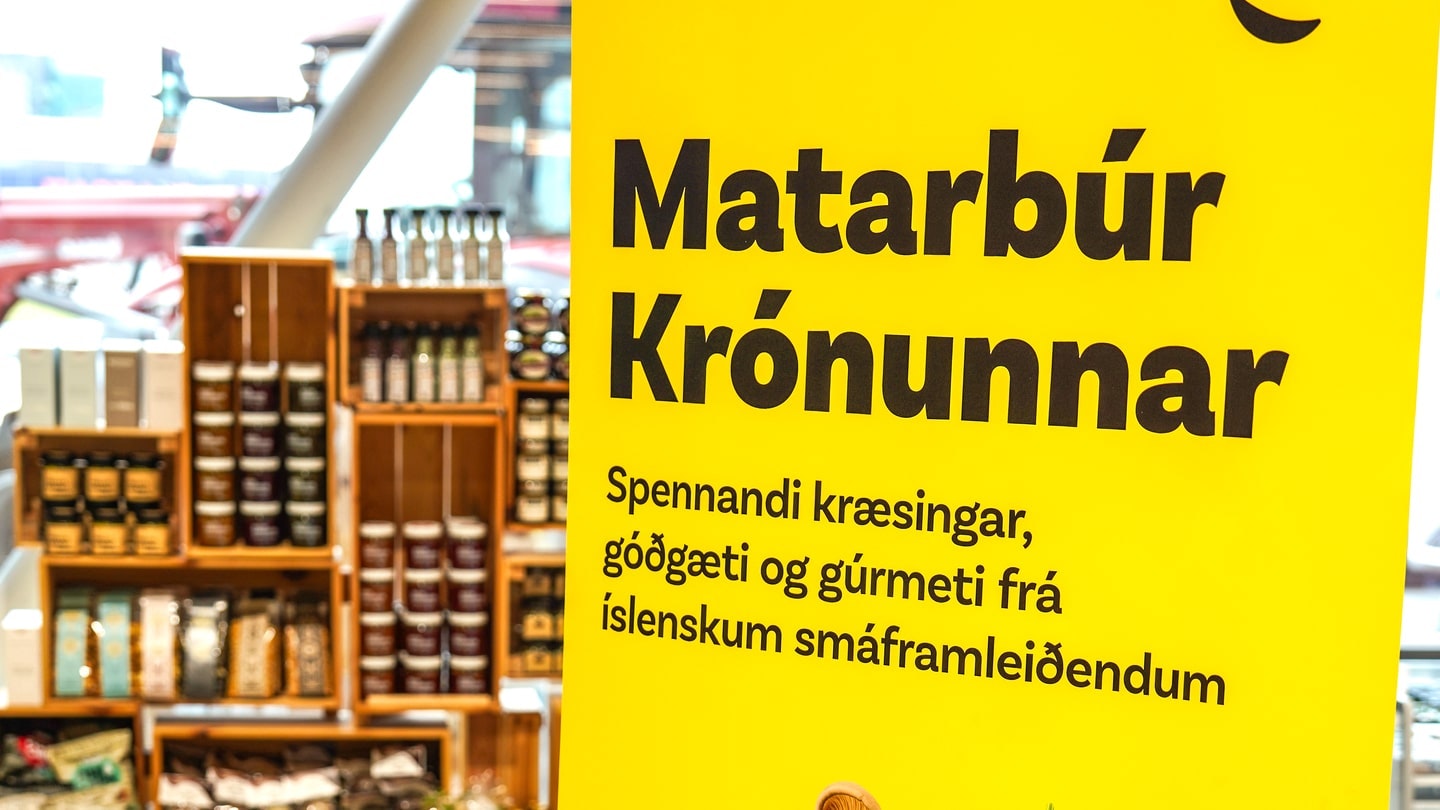 Matarbúr
Krónunnar
Spennandi kræsingar,
góðgæti og gúrmeti frá
íslenskum smáframleiðendum